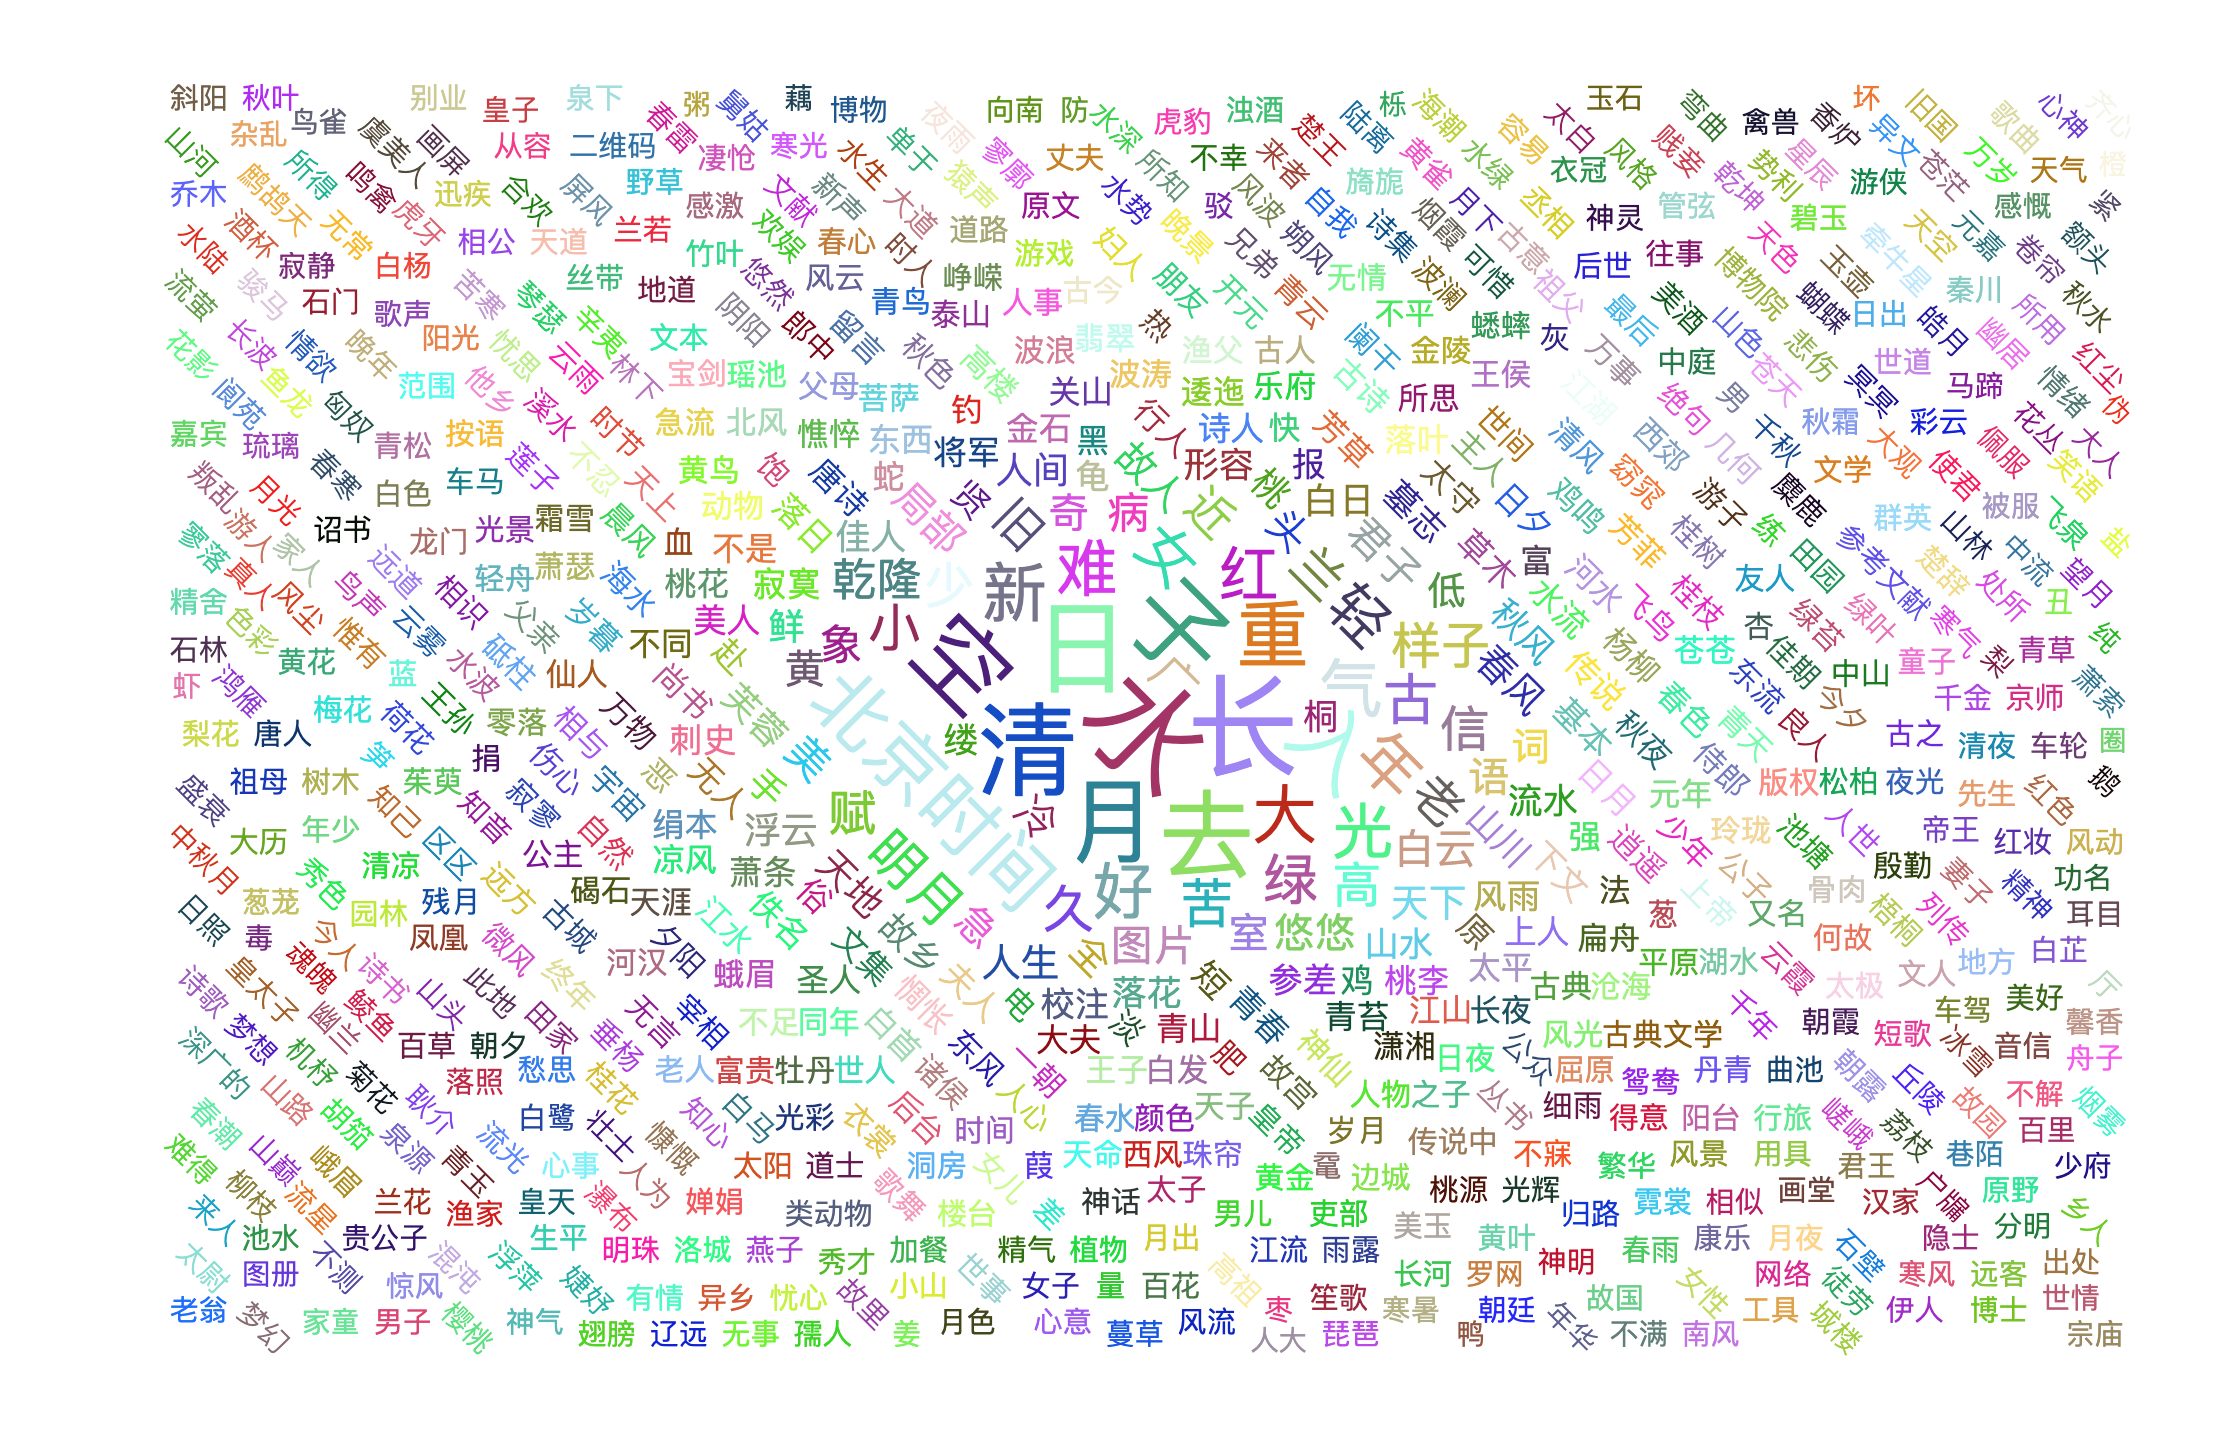 斜阳 秋叶 别业 皇子 泉下 粥 舅姑 藕 博物 夜雨 向南 防 水深 虎豹 浊酒 楚王 陆离 栎 海潮 容易 太白 玉石 弯曲 禽兽 香炉 坏 旧国 歌曲 心神 齐心
山河 杂乱 鸟雀 虞美人 画屏 从容 二维码 春雷 凄怆 寒光 水生 单于 猿声 寥廓 丈夫 所知 不幸 来者 自我 黄雀 水绿 丞相 衣冠 风格 贱妾 乾坤 势利 星辰 异文 苍茫 万岁 天气 橙
乔木 鹧鸪天 所得 无常 鸣禽 虎牙 迅疾 合欢 屏风 野草 感激 文献 新声 大道 道路 原文 水势 晚景 驳 风波 朔风 旖旎 诗集 烟霞 月下 古意 神灵 管弦 碧玉 游侠 天空 元嘉 感慨 卷帘 紧 额头
水陆 酒杯 寂静 白杨 相公 天道 兰若 竹叶 欢娱 春心 时人 峥嵘 游戏 妇人 朋友 兄弟 开元 青云 无情 波澜 可惜 祖父 后世 往事 天色 博物院 玉壶 牵牛星 秦川 所用 秋水
流萤 骏马 石门 歌声 苦寒 琴瑟 丝带 地道 悠然 阴阳 风云 青鸟 泰山 人事 古今 热 阑干 不平 蟋蟀 灰 最后 美酒 山色 蝴蝶 日出 皓月 幽居 红尘
花影 长波 情欲 晚年 阳光 忧思 云雨 辛夷 林下 文本 郎中 留言 秋色 高楼 波浪 翡翠 渔父 古人 金陵 万事 中庭 苍天 悲伤 冥冥 世道 马蹄 情绪 伪
阆苑 鱼龙 匈奴 范围 他乡 溪水 时节 宝剑 瑶池 父母 菩萨 关山 波涛 逶迤 乐府 古诗 所思 王侯 江湖 绝句 男 千秋 秋霜 彩云 花丛 大人
嘉宾 琉璃 春寒 青松 按语 莲子 不忍 急流 北风 憔悴 东西 钓 将军 金石 黑 行人 诗人 快 芳草 落叶 主人 世间 清风 西郊 几何 文学 大观 使君 佩服 笑语
叛乱 月光 诏书 白色 车马 光景 霜雪 天上 黄鸟 饱 唐诗 蛇 贤 人间 龟 故人 形容 桃 报 太守 日夕 鸡鸣 窈窕 游子 练 麋鹿 群英 山林 被服 飞泉 盐
寥落 游人 家人 远道 龙门 萧瑟 晨风 血 动物 落日 佳人 局部 旧 奇 病 近 头 白日 墓志 草木 富 芳菲 桂树 田园 参考文献 楚辞 中流 望月
精舍 真人 风尘 鸟声 相识 轻舟 海水 不是 桃花 寂寞 乾隆 少 新 难 女 红 兰 君子 低 河水 飞鸟 桂枝 友人 绿苔 绿叶 寒气 处所 丑 纯
石林 色彩 惟有 云雾 父亲 岁暮 不同 美人 鲜 象 小 空 日 子 重 轻 样子 秋风 水流 杨柳 苍苍 杏 佳期 童子 梨 青草
虾 鸿雁 黄花 蓝 水波 砥柱 仙人 尚书 赴 黄 气 古 春风 传说 春色 东流 今夕 中山 千金 京师 萧索
梨花 唐人 梅花 荷花 王孙 零落 相与 万物 刺史 芙蓉 缕 清 水 长 桐 信 词 基本 秋夜 青天 良人 古之 清夜 车轮 圈
盛衰 祖母 树木 笋 茱萸 捐 伤心 宇宙 恶 无人 美 北京时间 人 年 语 日月 侍郎 版权 松柏 夜光 先生 红色 鹅
中秋月 大历 年少 知己 知音 寂寥 自然 绢本 手 浮云 赋 冷 月 去 大 光 老 流水 元年 少年 玲珑 池塘 人世 帝王 红妆 风动
秀色 清凉 区区 公主 凉风 萧条 天地 明月 好 绿 高 白云 山川 强 逍遥 公子 殷勤 妻子 精神 功名
日照 葱茏 园林 残月 远方 古城 碣石 天涯 江水 佚名 俗 故乡 急 久 苦 天下 风雨 下文 法 上帝 又名 骨肉 梧桐 列传 耳目
毒 今人 凤凰 微风 河汉 夕阳 蛾眉 圣人 文集 夫人 人生 全 图片 室 悠悠 山水 原 上人 扁舟 葱 云霞 何故 文人 地方 白芷
诗歌 皇太子 魂魄 诗书 山头 此地 终年 无言 宰相 不足 同年 惆怅 电 校注 落花 短 参差 鸡 桃李 太平 古典 沧海 平原 湖水 千年 太极 车驾 美好 厅
深广的 梦想 幽兰 鲮鱼 百草 朝夕 田家 垂杨 白首 东风 淡 大夫 青山 青春 青苔 江山 长夜 风光 古典文学 朝霞 短歌 冰雪 音信 馨香
山路 机杼 菊花 落照 愁思 桂花 老人 富贵 牡丹 世人 诸侯 一朝 王子 白发 肥 故宫 神仙 潇湘 日夜 公众 屈原 鸳鸯 丹青 曲池 朝露 丘陵 故园 不解 舟子
春潮 胡笳 耿介 流光 白鹭 壮士 知心 白马 光彩 衣裳 后台 时间 人心 春水 颜色 天子 皇帝 岁月 人物 之子 丛书 细雨 得意 阳台 行旅 嵯峨 荔枝 百里 烟雾
难得 山巅 峨眉 泉源 青玉 心事 人为 慷慨 太阳 道士 洞房 女儿 葭 天命 西风 珠帘 黄金 鼋 边城 传说中 不寐 繁华 风景 用具 君王 户牖 巷陌 少府
来人 柳枝 流星 兰花 渔家 皇天 瀑布 婵娟 类动物 歌舞 楼台 差 神话 太子 男儿 吏部 桃源 光辉 归路 霓裳 相似 画堂 汉家 原野 乡人
太尉 池水 不测 贵公子 混沌 浮萍 生平 明珠 洛城 燕子 秀才 加餐 世事 精气 植物 月出 高祖 江流 雨露 美玉 黄叶 神明 春雨 康乐 月夜 石壁 隐士 分明
图册 惊风 婕妤 有情 异乡 忧心 故里 小山 女子 量 百花 枣 笙歌 长河 罗网 寒暑 故国 女性 网络 徒劳 寒风 远客 出处
老翁 梦幻 家童 男子 樱桃 神气 翅膀 辽远 无事 孺人 姜 月色 心意 蔓草 风流 人大 琵琶 朝廷 鸭 年华 不满 南风 工具 城楼 伊人 博士 世情 宗庙